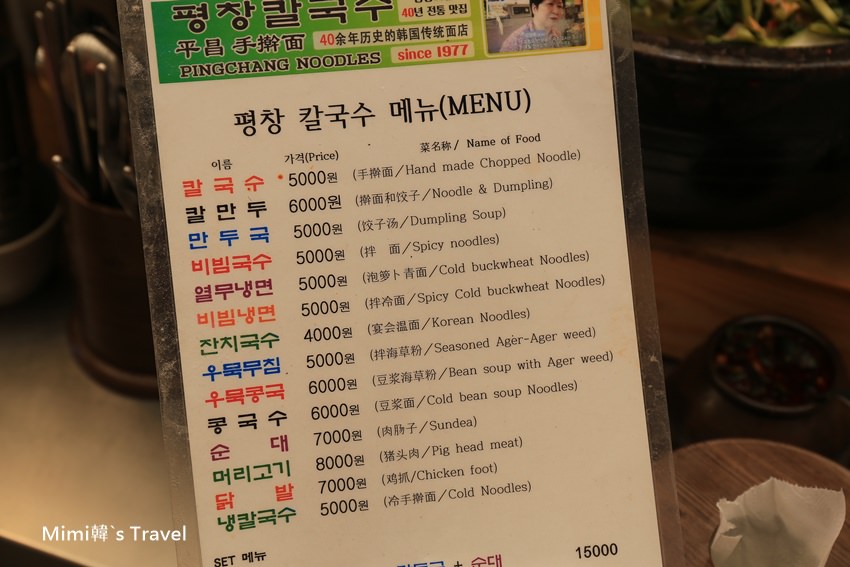 평창칼국수 40년 전통 맛집
平昌 手擀面 40余年历史的韩国传统面店
PINGCHANG NOODLES since 1977
평창 칼국수 메뉴(MENU)
이름 가격(Price) 菜名称/ Name of Food
칼국수 5000원 (手擀面/Hand made Chopped Noodle)
칼만두 6000원 (擀面和饺子/Noodle & Dumpling)
만두국 5000원 (饺子汤/Dumpling Soup)
비빔국수 5000원 (拌 面/Spicy noodles)
열무냉면 5000원 (泡箩卜青面/Cold buckwheat Noodles)
비빔냉면 5000원 (拌冷面/Spicy Cold buckwheat Noodles)
잔치국수 4000원 (宴会温面/Korean Noodles)
우묵무침 5000원 (拌海草粉/Seasoned Ager-Ager weed)
우묵콩국 6000원 (豆浆海草粉/Bean soup with Ager weed)
콩국수 6000원 (豆浆面/Cold bean soup Noodles)
순 대 7000원 (肉肠子/Sundea)
머리고기 8000원 (猪头肉/Pig head meat)
닭 발 7000원 (鸡抓/Chicken foot)
냉칼국수 5000원 (冷手擀面/Cold Noodles)
SET 메뉴 + 순대 15000
Mimi韓`s Travel